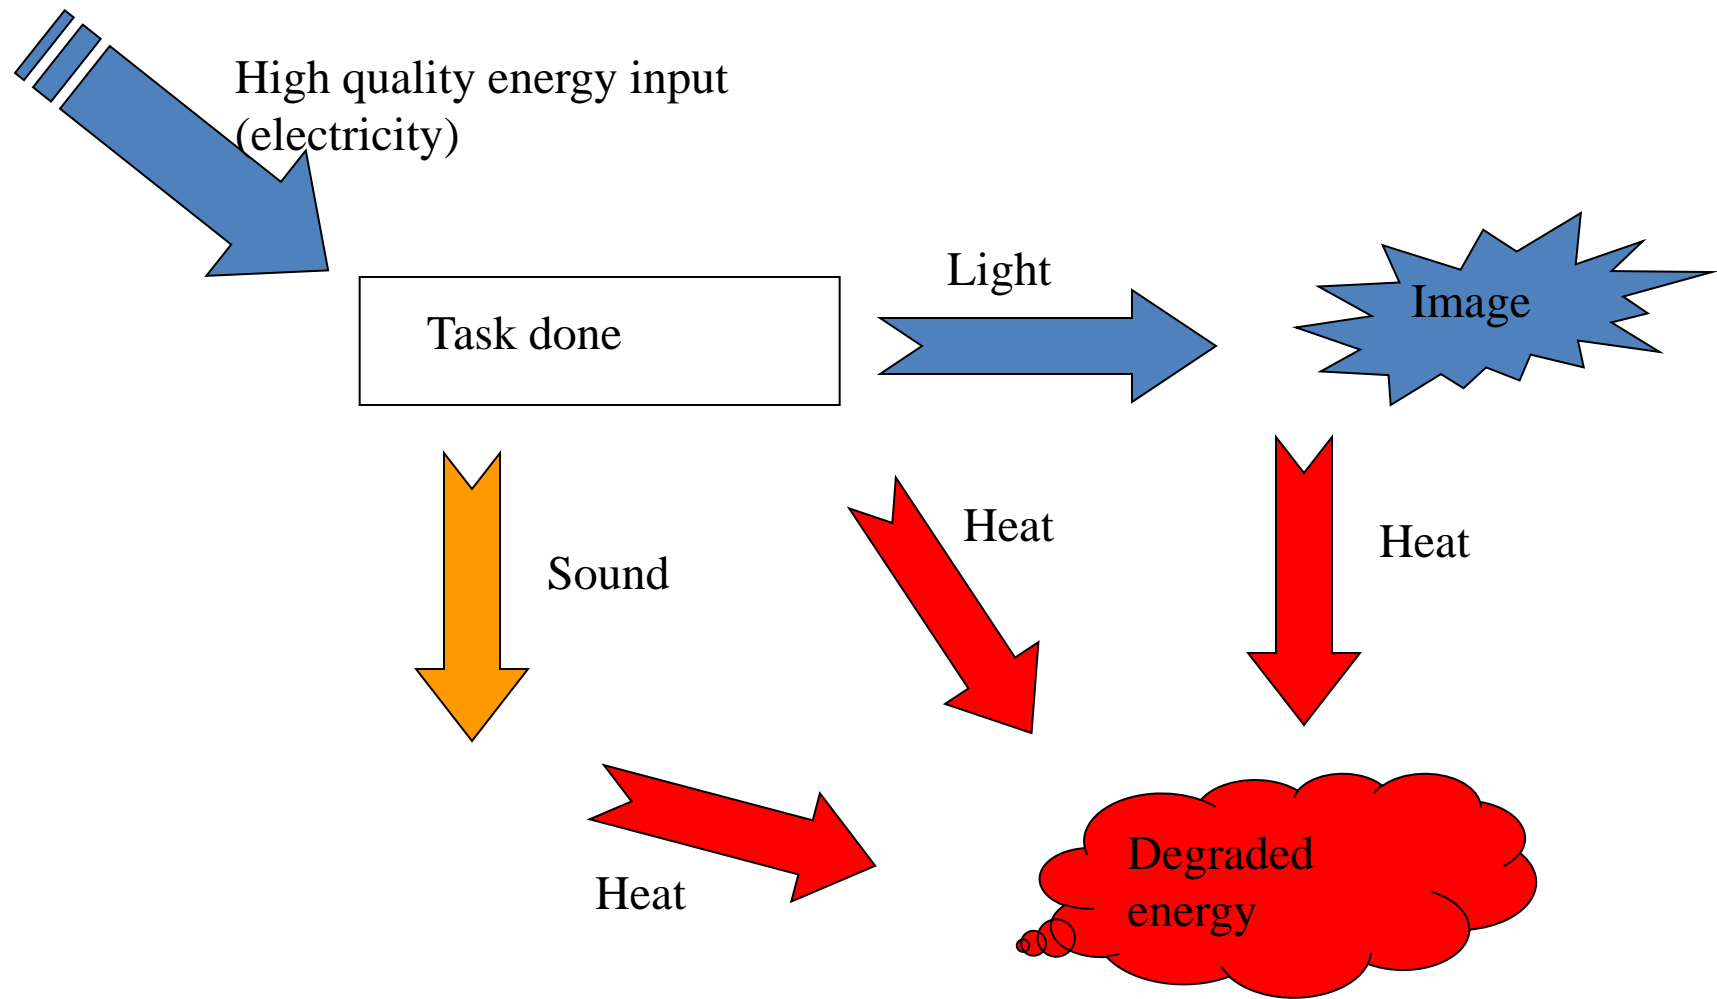 High quality energy input
(electricity)
Light
Image
Task done
Heat
Heat
Sound
Degraded
energy
Heat